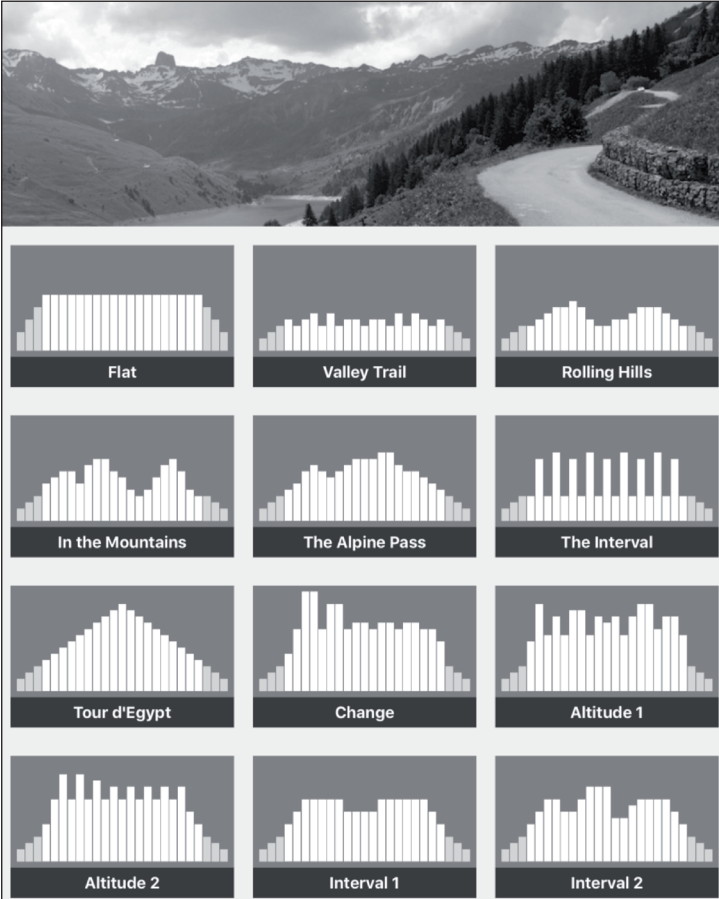 Flat
Valley Trail
Rolling Hills
In the Mountains
The Alpine Pass
The Interval
Tour d'Egypt
Change
Altitude 1
Altitude 2
Interval 1
Interval 2